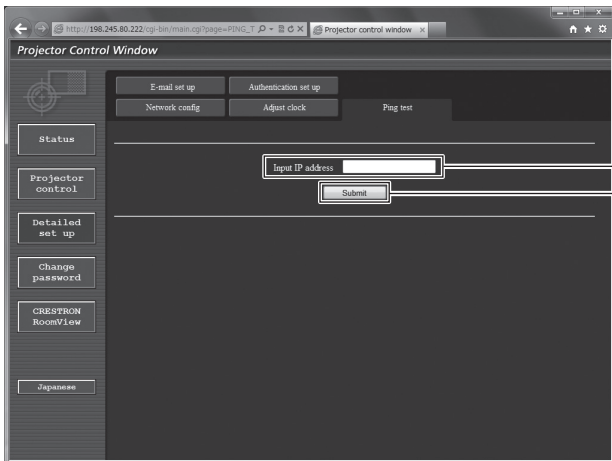 http://198.245.80.222/cgi-bin/main.cgi?page=PING_T
Projector control window
Projector Control Window
E-mail set up
Authentication set up
Network config
Adjust clock
Ping test
Status
Input IP address
Submit
Projector
control
Detailed
set up
Change
password
CRESTRON
RoomView
Japanese